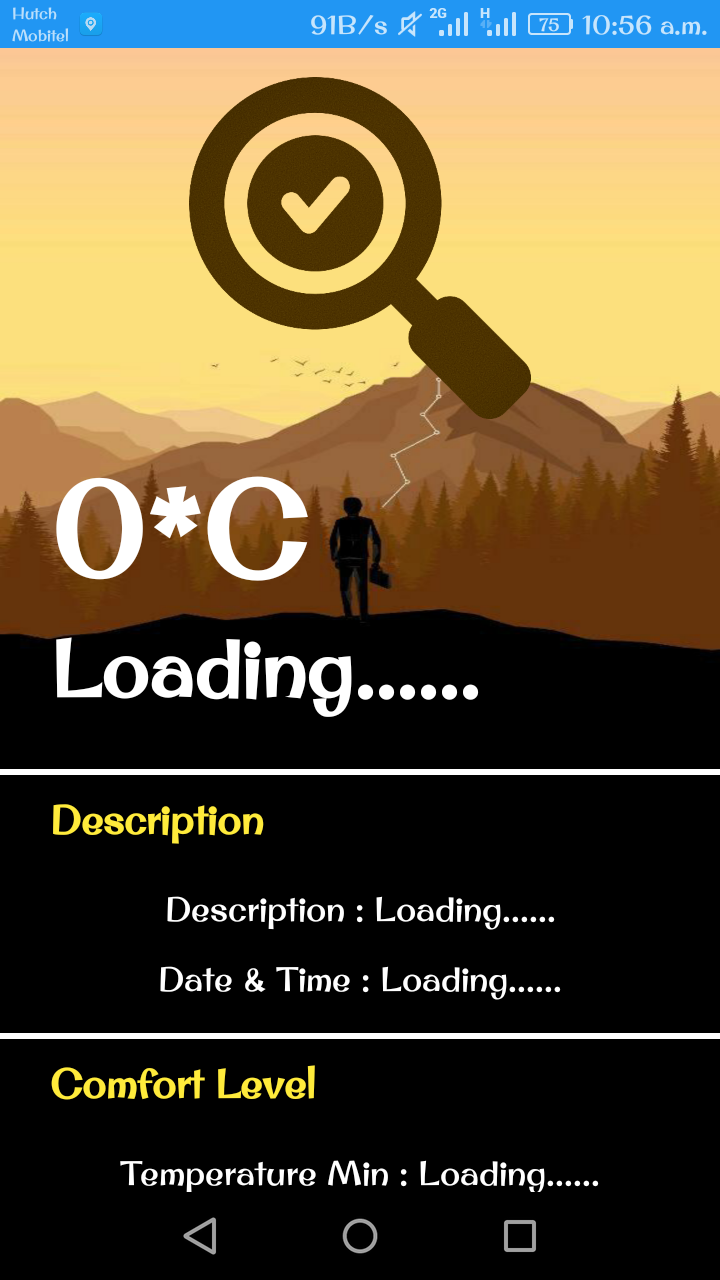 Hutch
Mobitel
91B/s 2G H 75 10:56 a.m.
0*C
Loading......
Description
Description : Loading......
Date & Time : Loading......
Comfort Level
Temperature Min : Loading......